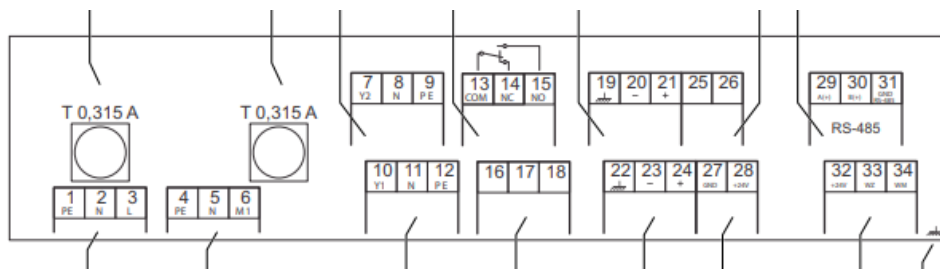 T 0,315 A
T 0,315 A
7 8 9
Y2 N PE
13 14 15
COM NC NO
19 20 21 25 26
− +
29 30 31
A(+) B(+) GND RS-485
RS-485
1 2 3
PE N L
4 5 6
PE N M1
10 11 12
Y1 N PE
16 17 18
22 23 24 27 28
− + GND +24V
32 33 34
+24V WZ WN